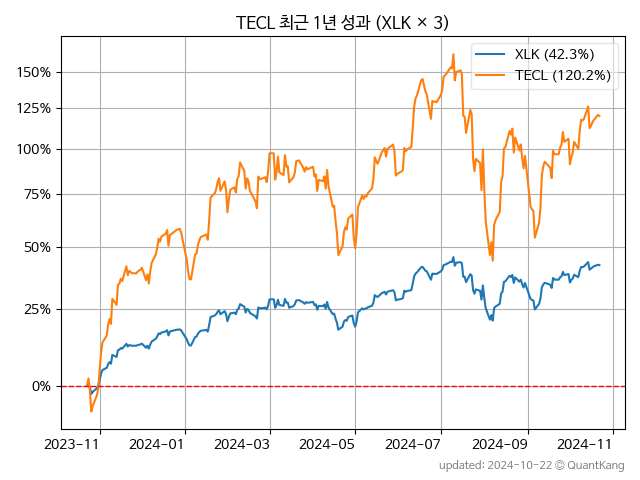 TECL 최근 1년 성과 (XLK × 3)
XLK (42.3%)
TECL (120.2%)
150%
125%
100%
75%
50%
25%
0%
2023-11 2024-01 2024-03 2024-05 2024-07 2024-09 2024-11
updated: 2024-10-22 © QuantKang